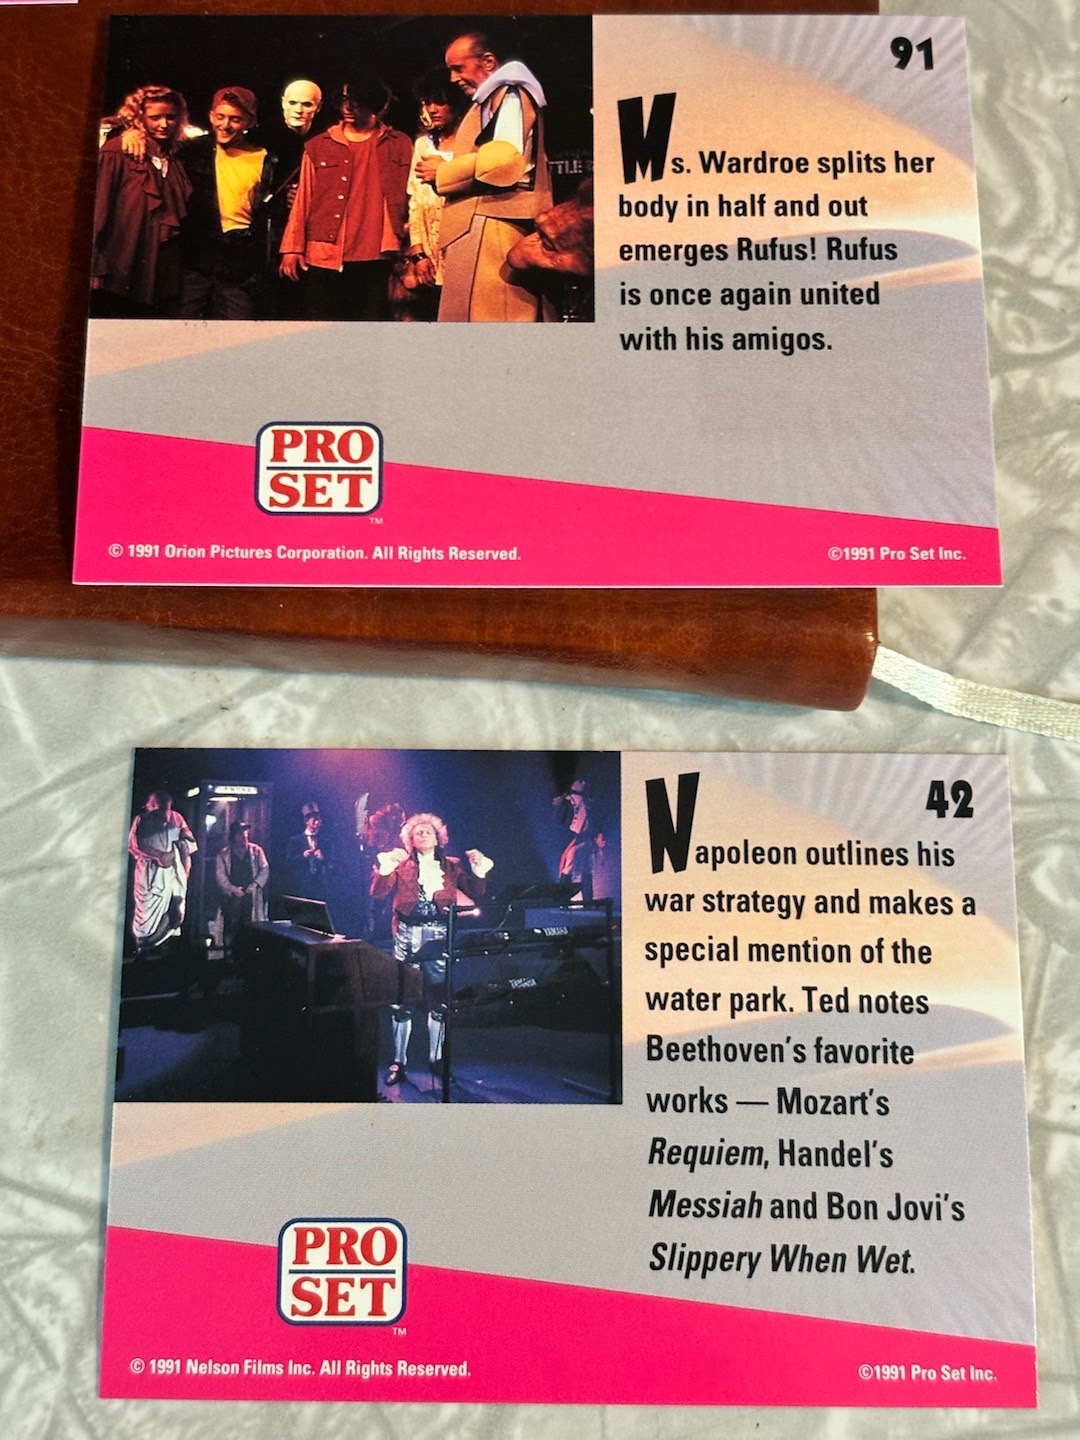 91
Ms. Wardroe splits her
body in half and out
emerges Rufus! Rufus
is once again united
with his amigos.
PRO
SET
TM
© 1991 Orion Pictures Corporation. All Rights Reserved.
©1991 Pro Set Inc.
42
Napoleon outlines his
war strategy and makes a
special mention of the
water park. Ted notes
Beethoven's favorite
works — Mozart's
Requiem, Handel's
Messiah and Bon Jovi's
Slippery When Wet.
YAMAHA
YAMAHA
PRO
SET
TM
© 1991 Nelson Films Inc. All Rights Reserved.
©1991 Pro Set Inc.